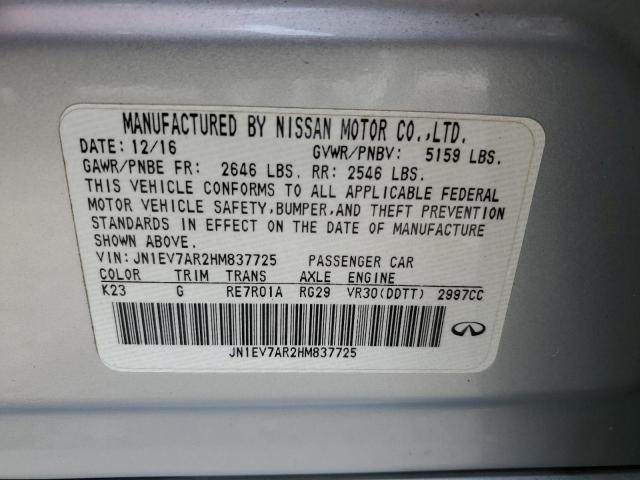 MANUFACTURED BY NISSAN MOTOR CO.,LTD.
DATE: 12/16 GVWR/PNBV: 5159 LBS.
GAWR/PNBE FR: 2646 LBS. RR: 2546 LBS.
THIS VEHICLE CONFORMS TO ALL APPLICABLE FEDERAL
MOTOR VEHICLE SAFETY,BUMPER,AND THEFT PREVENTION
STANDARDS IN EFFECT ON THE DATE OF MANUFACTURE
SHOWN ABOVE.
VIN: JN1EV7AR2HM837725 PASSENGER CAR
COLOR TRIM TRANS AXLE ENGINE
K23 G RE7R01A RG29 VR30(DDTT) 2997CC
JN1EV7AR2HM837725